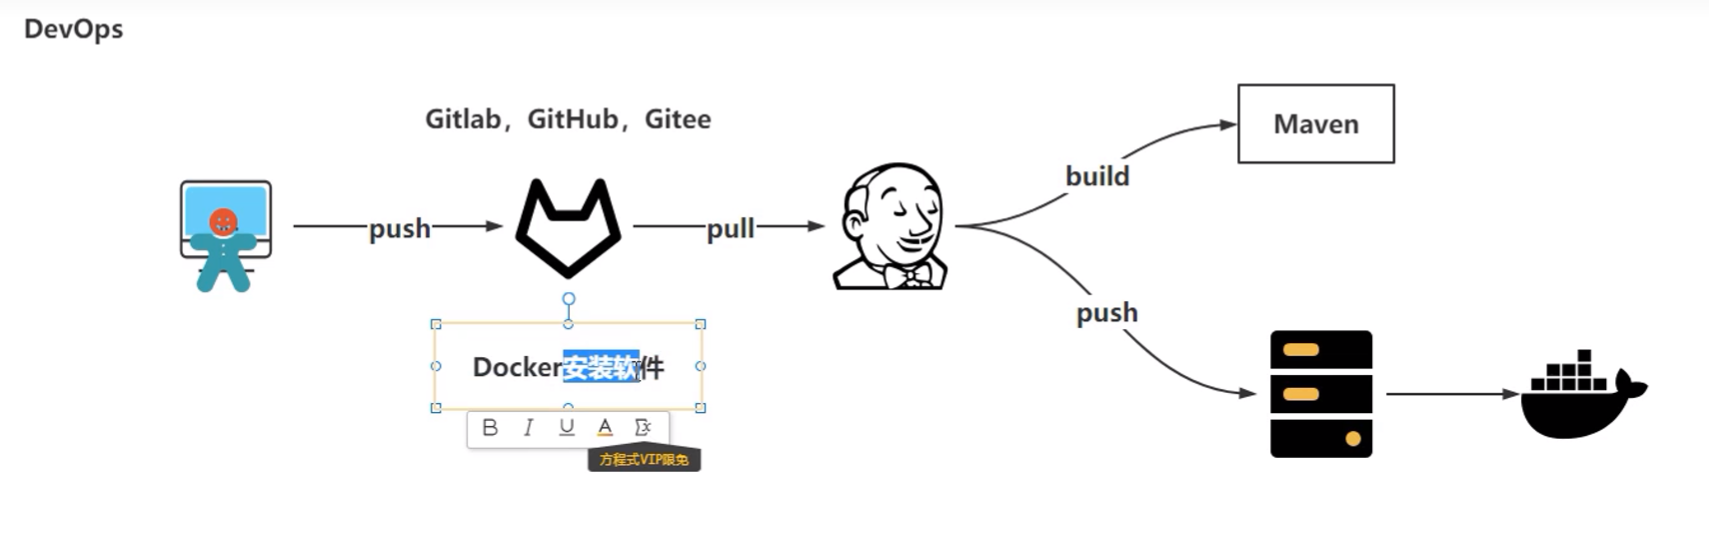 DevOps
Gitlab，GitHub，Gitee
Maven
build
push
pull
push
Docker安装软件
B I U A Σx
方程式VIP限免